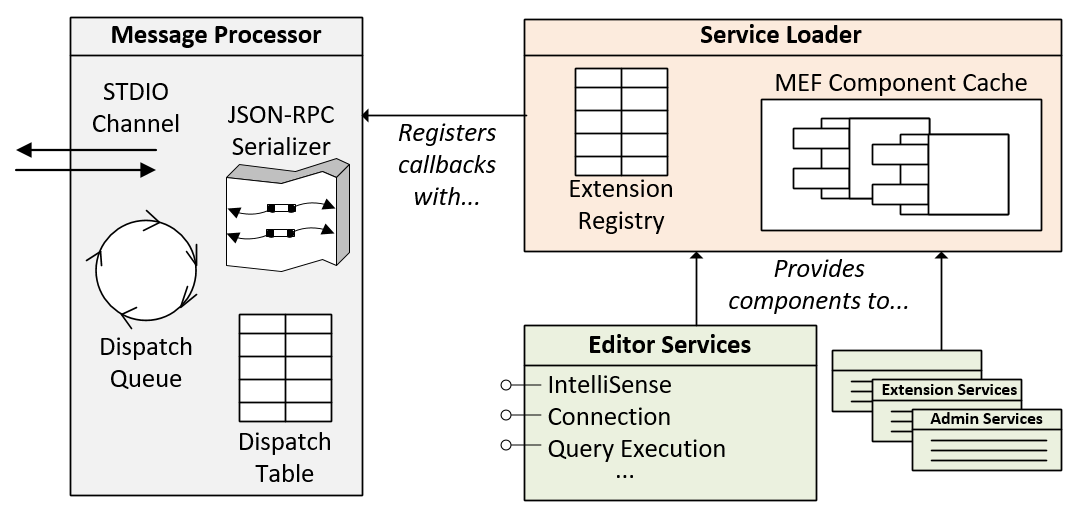 Message Processor
STDIO
Channel
JSON-RPC
Serializer
Dispatch
Queue
Dispatch
Table
Registers
callbacks
with...
Service Loader
Extension
Registry
MEF Component Cache
Provides
components to...
Editor Services
IntelliSense
Connection
Query Execution
...
Extension Services
Admin Services